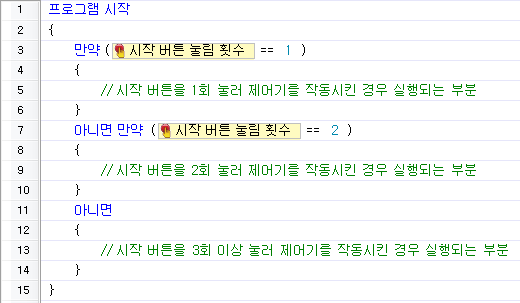 1 프로그램 시작
2 {
3 만약 ( 시작 버튼 눌림 횟수 == 1 )
4 {
5 //시작 버튼을 1회 눌러 제어기를 작동시킨 경우 실행되는 부분
6 }
7 아니면 만약 ( 시작 버튼 눌림 횟수 == 2 )
8 {
9 //시작 버튼을 2회 눌러 제어기를 작동시킨 경우 실행되는 부분
10 }
11 아니면
12 {
13 //시작 버튼을 3회 이상 눌러 제어기를 작동시킨 경우 실행되는 부분
14 }
15 }